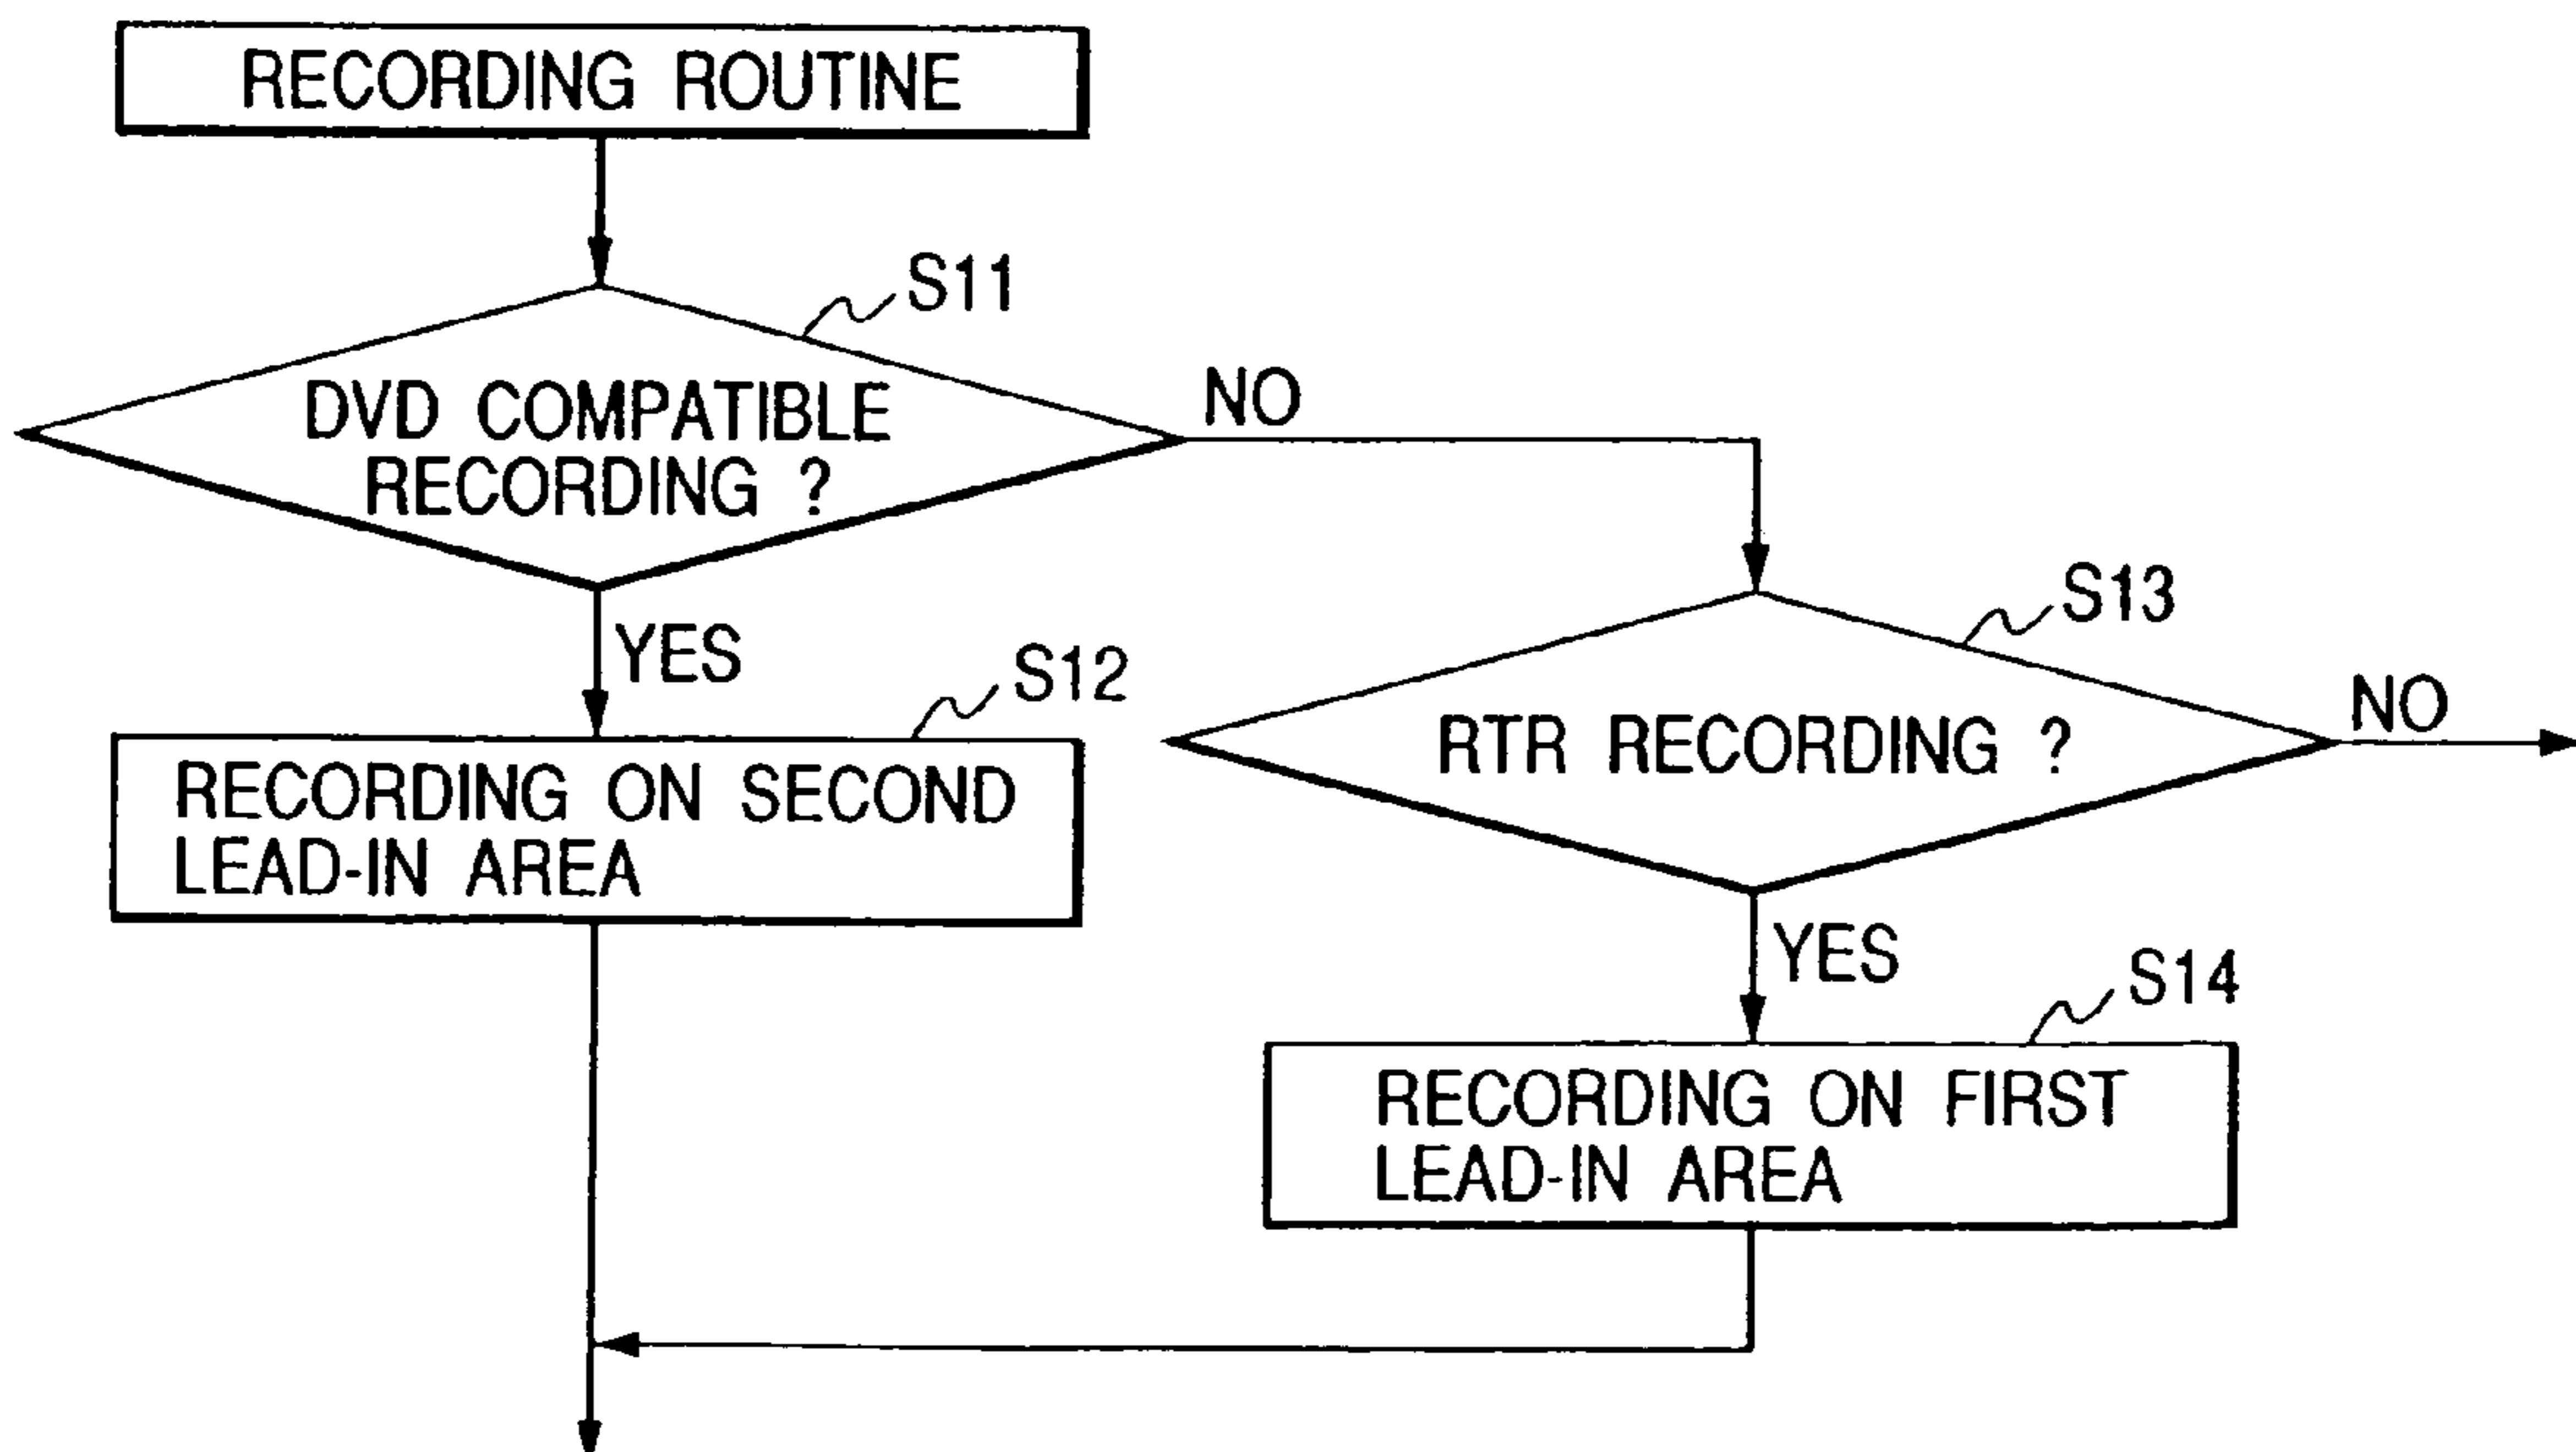 RECORDING ROUTINE
S11
DVD COMPATIBLE
RECORDING ?
NO
YES
S12
RECORDING ON SECOND
LEAD-IN AREA
S13
RTR RECORDING ?
NO
YES
S14
RECORDING ON FIRST
LEAD-IN AREA